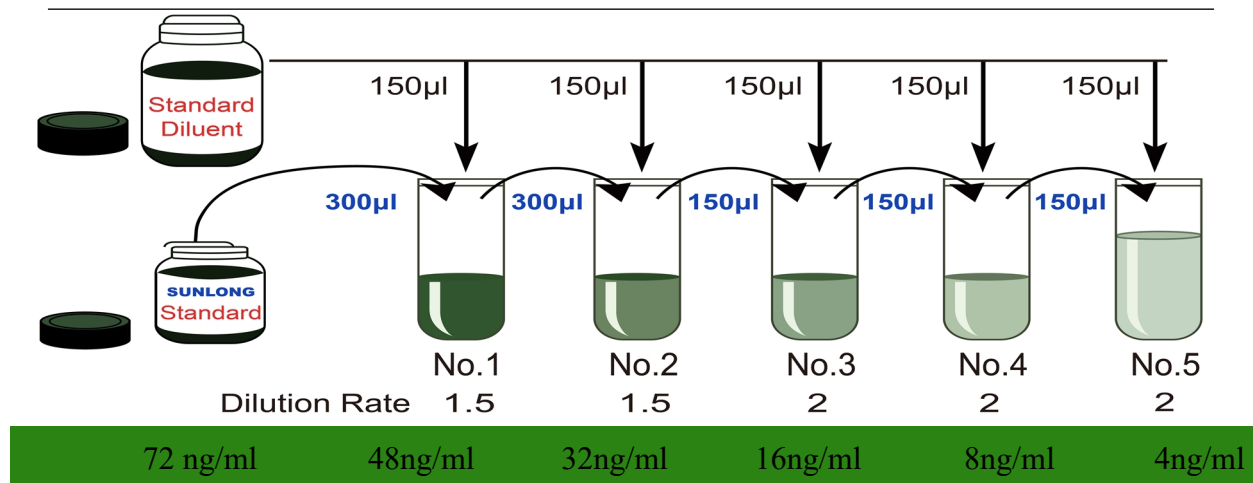 150µl 150µl 150µl 150µl 150µl
Standard
Diluent
300µl 300µl 150µl 150µl 150µl
SUNLONG
Standard
No.1 No.2 No.3 No.4 No.5
Dilution Rate 1.5 1.5 2 2 2
72 ng/ml 48ng/ml 32ng/ml 16ng/ml 8ng/ml 4ng/ml